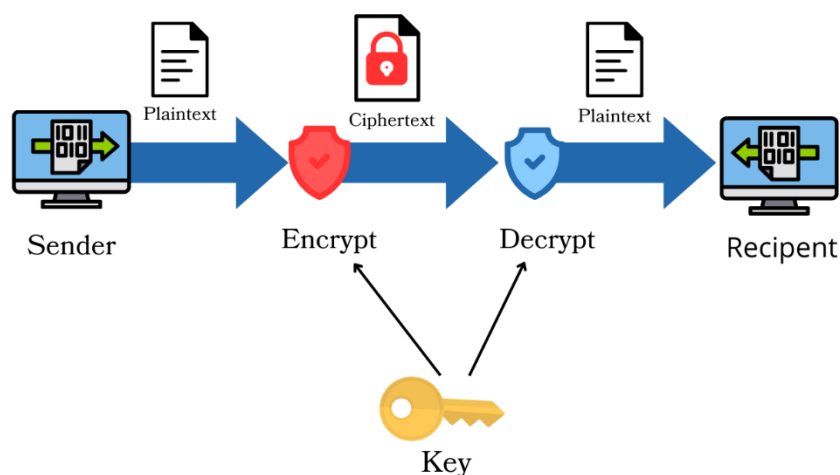 Plaintext
Ciphertext
Plaintext
Sender
Encrypt
Decrypt
Recipent
Key